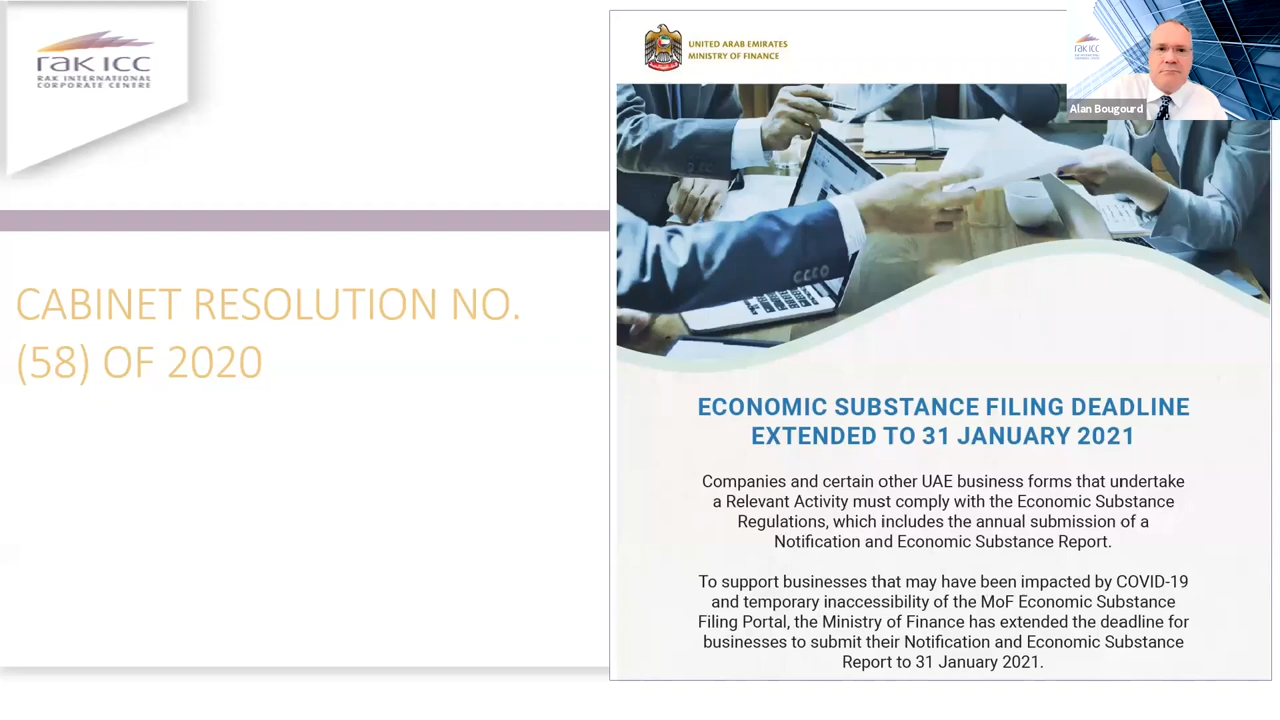 rak icc
RAK INTERNATIONAL
CORPORATE CENTRE
CABINET RESOLUTION NO.
(58) OF 2020
UNITED ARAB EMIRATES
MINISTRY OF FINANCE
rak icc
Alan Bougourd
ECONOMIC SUBSTANCE FILING DEADLINE
EXTENDED TO 31 JANUARY 2021
Companies and certain other UAE business forms that undertake
a Relevant Activity must comply with the Economic Substance
Regulations, which includes the annual submission of a
Notification and Economic Substance Report.
To support businesses that may have been impacted by COVID-19
and temporary inaccessibility of the MoF Economic Substance
Filing Portal, the Ministry of Finance has extended the deadline for
businesses to submit their Notification and Economic Substance
Report to 31 January 2021.